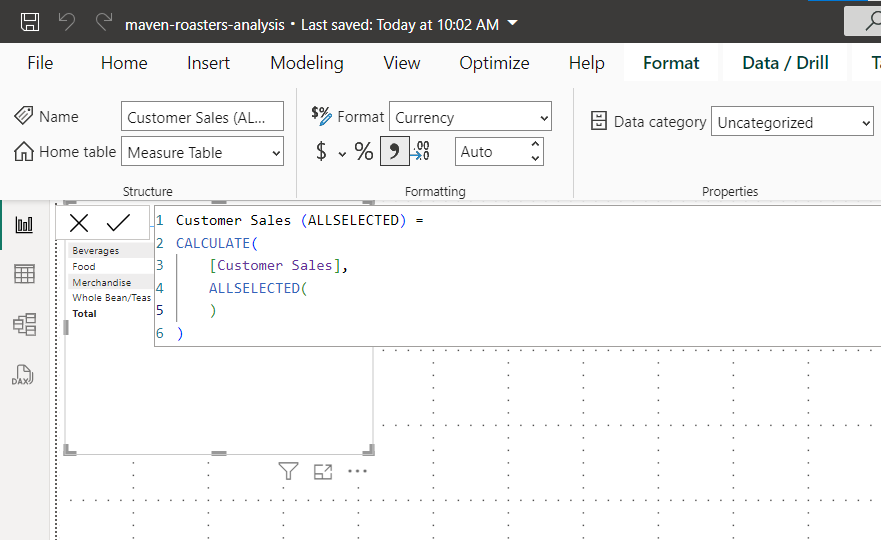 maven-roasters-analysis • Last saved: Today at 10:02 AM
File Home Insert Modeling View Optimize Help Format Data / Drill
Name Customer Sales (AL... $% Format Currency
Data category Uncategorized
Home table Measure Table $ % , .00 Auto
Structure Formatting Properties
1 Customer Sales (ALLSELECTED) =
2 CALCULATE(
3 [Customer Sales],
4 ALLSELECTED(
5 )
6 )
Beverages
Food
Merchandise
Whole Bean/Teas
Total
DAX